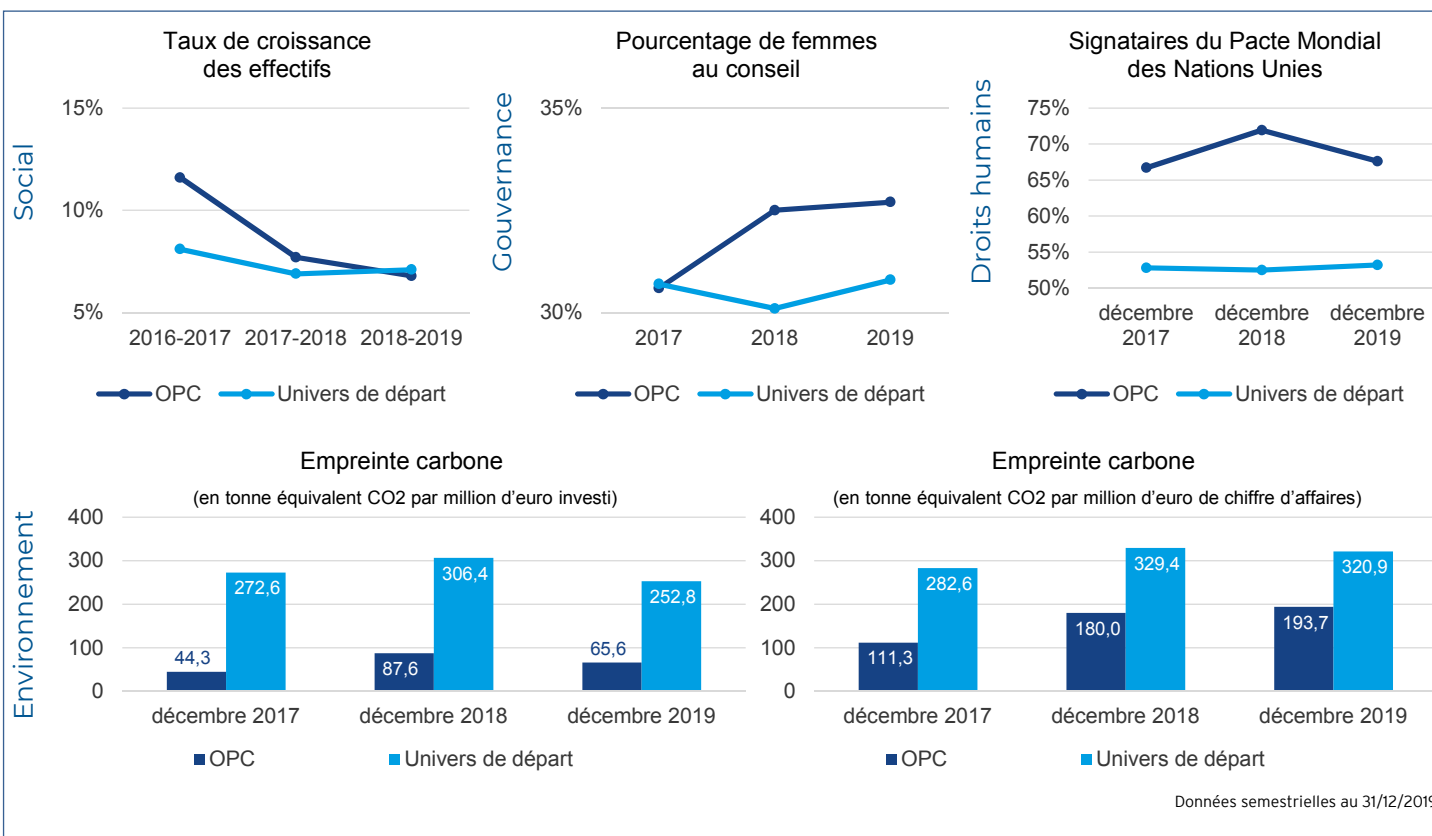 Taux de croissance
des effectifs
Social
15%
10%
5%
2016-2017 2017-2018 2018-2019
OPC Univers de départ
Pourcentage de femmes
au conseil
Gouvernance
35%
30%
2017 2018 2019
OPC Univers de départ
Signataires du Pacte Mondial
des Nations Unies
Droits humains
75%
70%
65%
60%
55%
50%
décembre décembre décembre
2017 2018 2019
OPC Univers de départ
Environnement
Empreinte carbone
(en tonne équivalent CO2 par million d'euro investi)
400
300
200
100
0
44,3 272,6 87,6 306,4 65,6 252,8
décembre 2017 décembre 2018 décembre 2019
OPC Univers de départ
Empreinte carbone
(en tonne équivalent CO2 par million d'euro de chiffre d'affaires)
400
300
200
100
0
111,3 282,6 180,0 329,4 193,7 320,9
décembre 2017 décembre 2018 décembre 2019
OPC Univers de départ
Données semestrielles au 31/12/2019